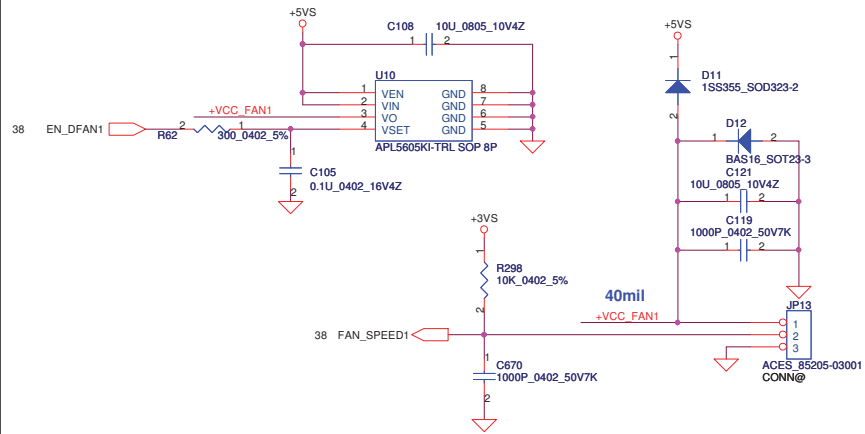 +5VS
C108 10U_0805_10V4Z
1 2
U10
1 VEN GND 8
2 VIN GND 7
3 VO GND 6
4 VSET GND 5
APL5605KI-TRL SOP 8P
+VCC_FAN1
38 EN_DFAN1
2 1
R62 300_0402_5%
1
C105
0.1U_0402_16V4Z
2
+5VS
1
D11
1SS355_SOD323-2
2
D12
1 2
BAS16_SOT23-3
C121
10U_0805_10V4Z
1 2
C119
1000P_0402_50V7K
1 2
+3VS
1
R298
10K_0402_5%
2
40mil
+VCC_FAN1
38 FAN_SPEED1
1
C670
1000P_0402_50V7K
2
JP13
1
2
3
ACES_85205-03001
CONN@